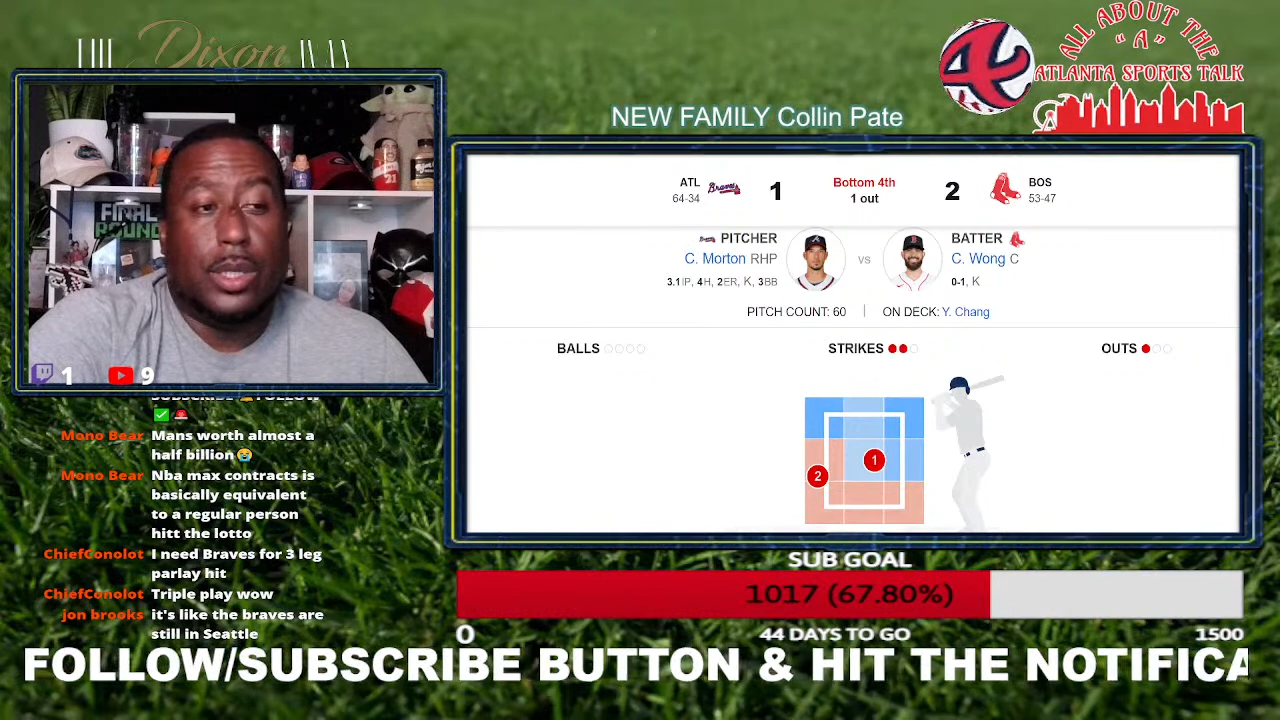 Dixon
ALL ABOUT THE
"A"
ATLANTA SPORTS TALK
NEW FAMILY Collin Pate
FINAL
ROUND
ATL
64-34
Braves
1
Bottom 4th
1 out
2
BOS
53-47
PITCHER
C. Morton RHP
3.1 IP, 4 H, 2 ER, K, 3 BB
VS
BATTER
C. Wong C
0-1, K
PITCH COUNT: 60 | ON DECK: Y. Chang
BALLS
STRIKES
OUTS
1
2
1
9
SUBSCRIBE FOLLOW
Mono Bear Mans worth almost a
half billion
Mono Bear Nba max contracts is
basically equivalent
to a regular person
hitt the lotto
ChiefConolot I need Braves for 3 leg
parlay hit
ChiefConolot Triple play wow
jon brooks it's like the braves are
still in Seattle
SUB GOAL
1017 (67.80%)
0
44 DAYS TO GO
1500
FOLLOW/SUBSCRIBE BUTTON & HIT THE NOTIFICA